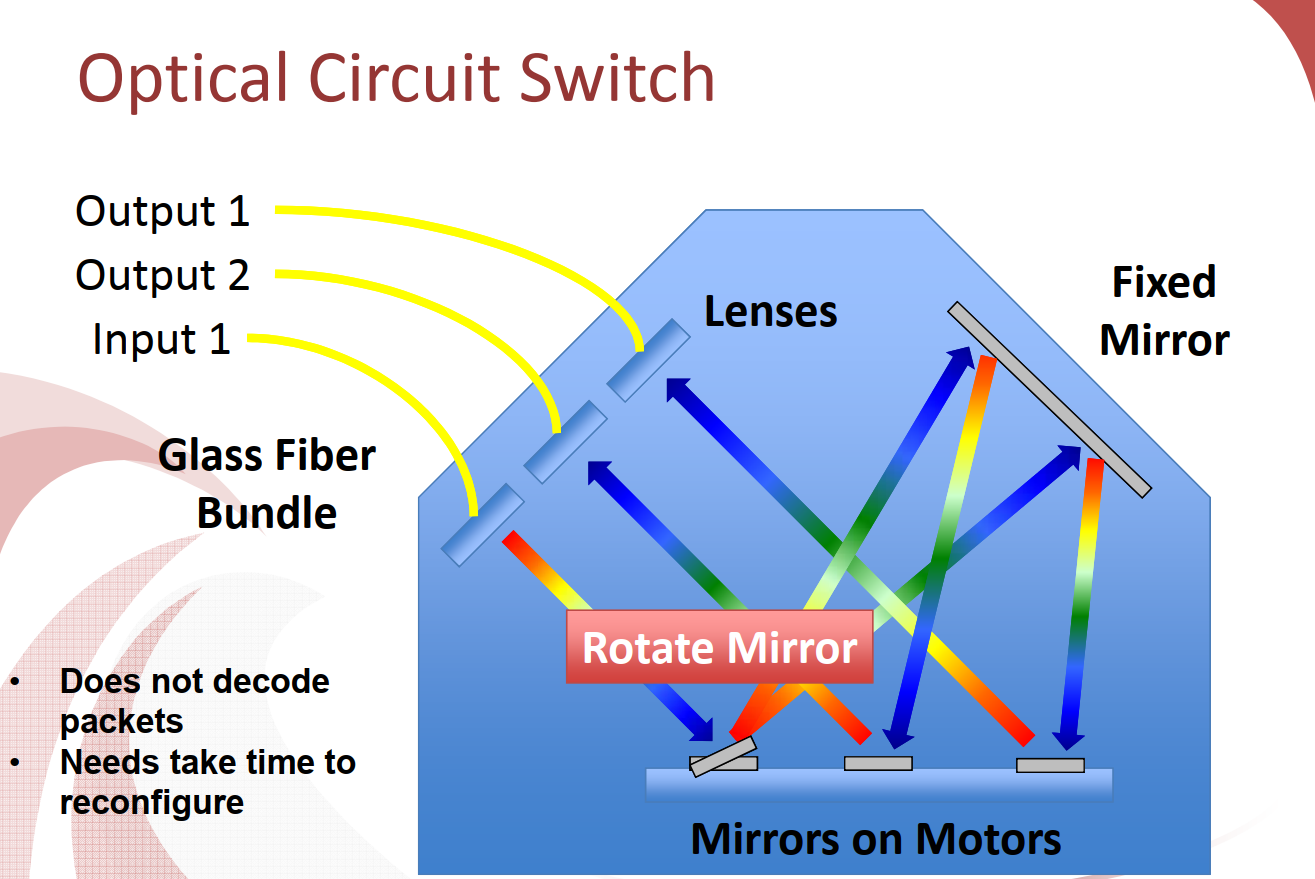 Optical Circuit Switch
Output 1
Output 2
Input 1
Lenses
Fixed
Mirror
Glass Fiber
Bundle
Rotate Mirror
• Does not decode
packets
• Needs take time to
reconfigure
Mirrors on Motors